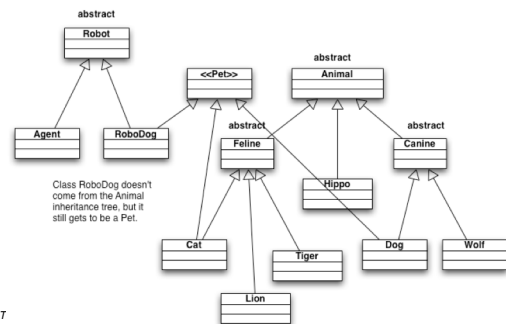 abstract
Robot
abstract
<<Pet>>
Animal
Agent
RoboDog
abstract
abstract
Feline
Canine
Class RoboDog doesn't
come from the Animal
inheritance tree, but it
still gets to be a Pet.
Hippo
Cat
Tiger
Dog
Wolf
Lion
T